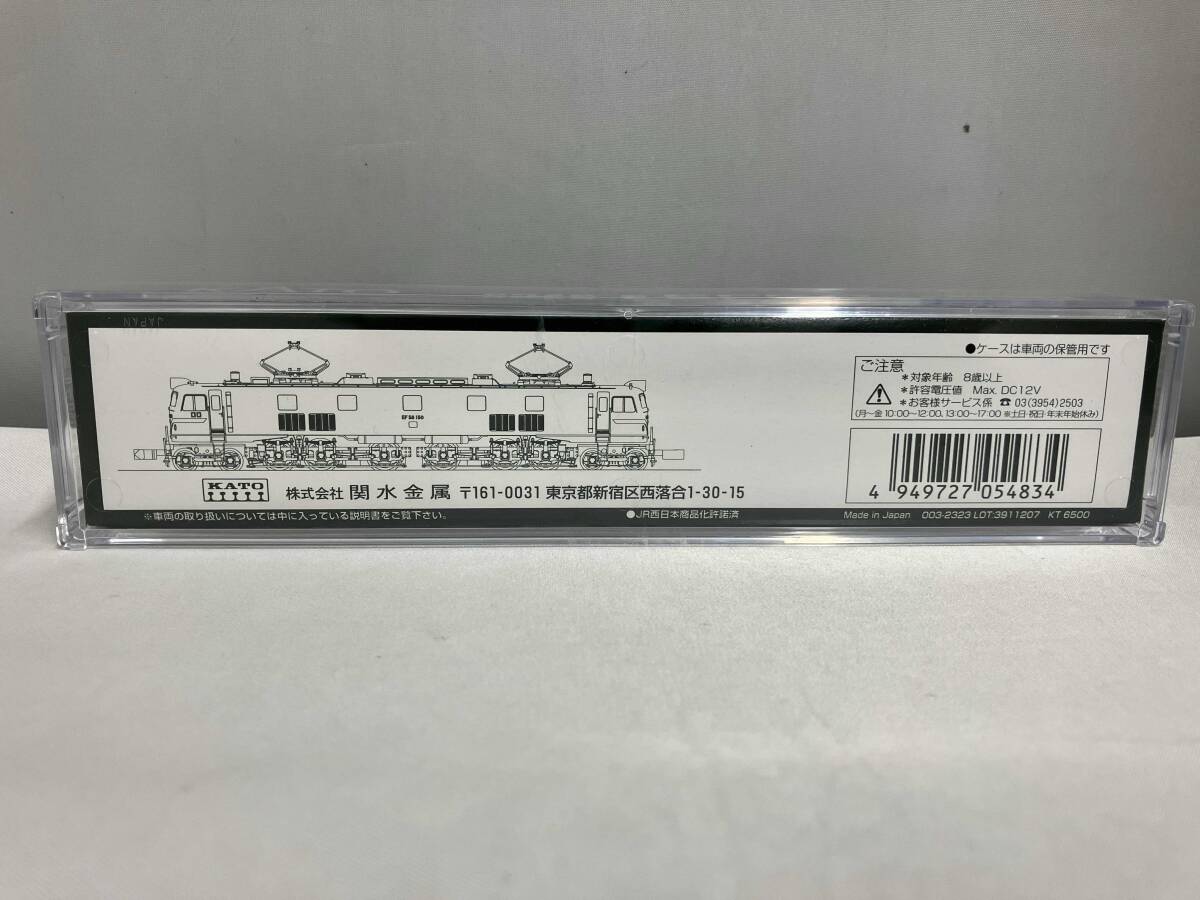 JAPAN
●ケースは車両の保管用です
ご注意
＊対象年齢 8歳以上
＊許容電圧値 Max. DC12V
＊お客様サービス係 ☎ 03(3954)2503
(月〜金 10:00〜12:00, 13:00〜17:00 ※土日・祝日・年末年始休み)
EF 58 150
KATO
株式会社 関水金属 〒161-0031 東京都新宿区西落合1-30-15
4 949727 054834
※車両の取り扱いについては中に入っている説明書をご覧下さい。
●JR西日本商品化許諾済
Made in Japan 003-2323 LOT:3911207 KT 6500